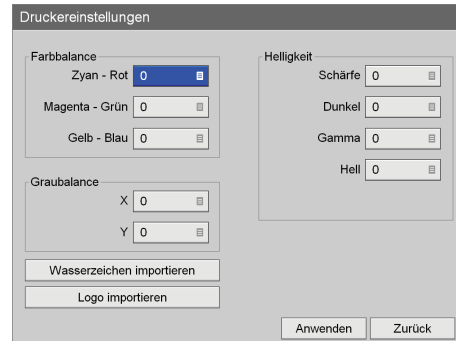 Druckereinstellungen
Farbbalance
Zyan - Rot 0
Magenta - Grün 0
Gelb - Blau 0
Graubalance
X 0
Y 0
Wasserzeichen importieren
Logo importieren
Helligkeit
Schärfe 0
Dunkel 0
Gamma 0
Hell 0
Anwenden Zurück